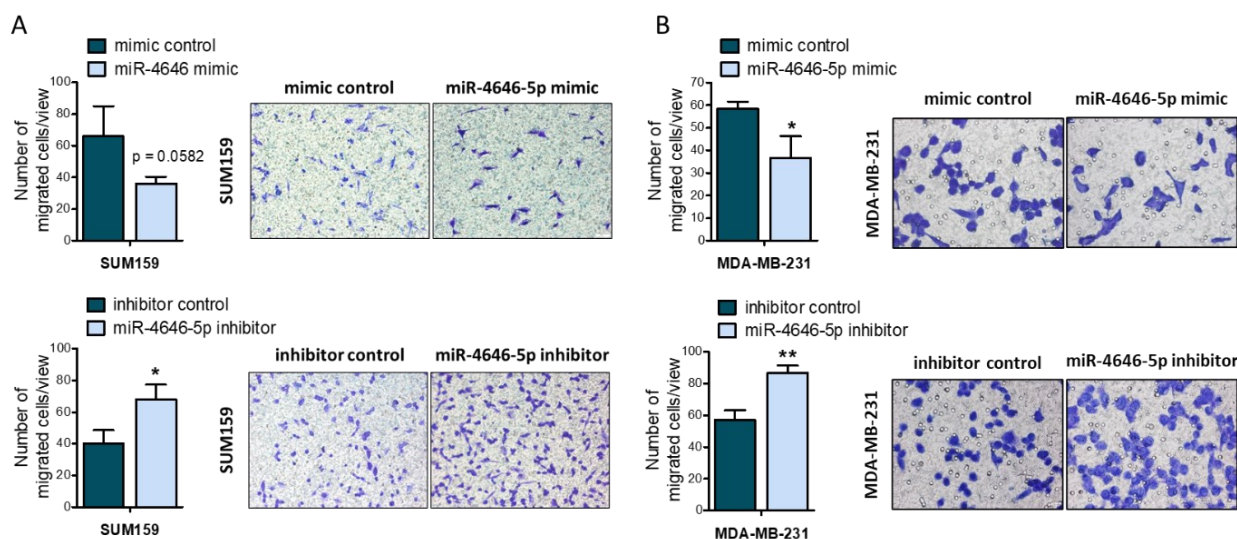 A
mimic control
miR-4646 mimic
Number of
migrated cells/view
100
80
60
40
20
0
p = 0.0582
SUM159
mimic control
miR-4646-5p mimic
SUM159
inhibitor control
miR-4646-5p inhibitor
Number of
migrated cells/view
100
80
60
40
20
0
*
SUM159
inhibitor control
miR-4646-5p inhibitor
SUM159
B
mimic control
miR-4646-5p mimic
Number of
migrated cells/view
70
60
50
40
30
20
10
0
*
MDA-MB-231
mimic control
miR-4646-5p mimic
MDA-MB-231
inhibitor control
miR-4646-5p inhibitor
Number of
migrated cells/view
100
80
60
40
20
0
**
MDA-MB-231
inhibitor control
miR-4646-5p inhibitor
MDA-MB-231